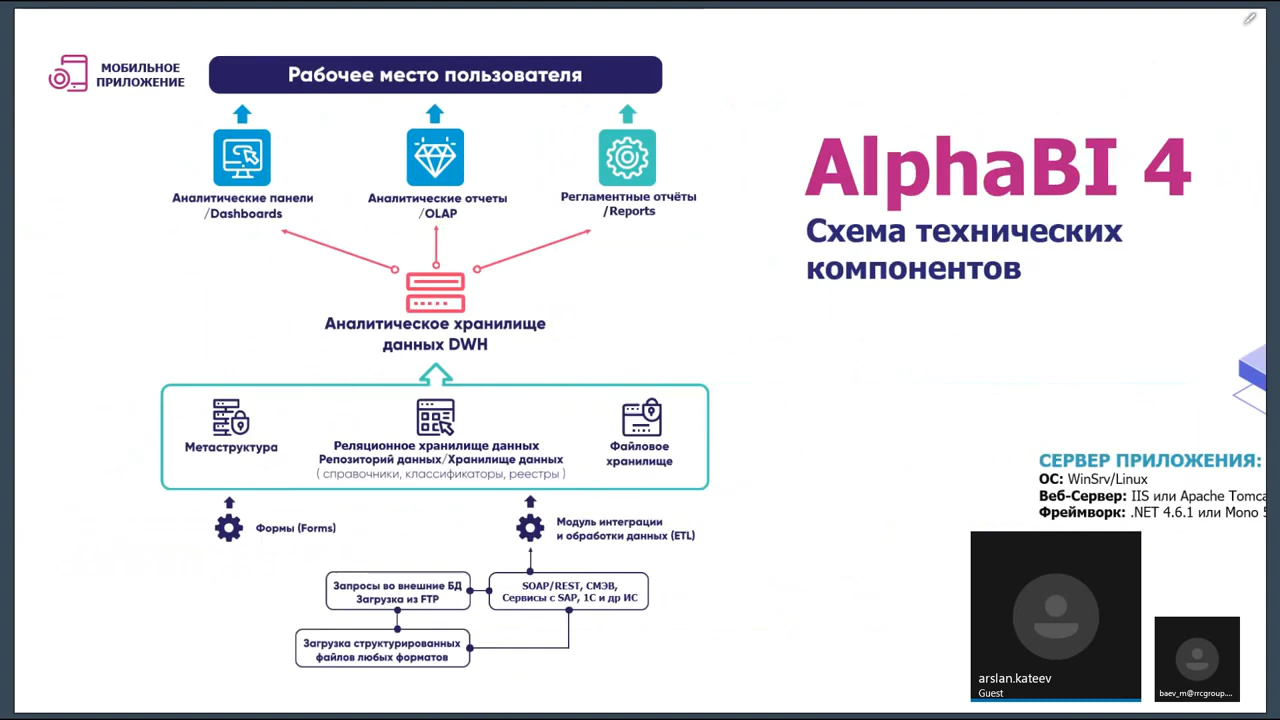 МОБИЛЬНОЕ
ПРИЛОЖЕНИЕ
Рабочее место пользователя
Аналитические панели
/Dashboards
Аналитические отчеты
/OLAP
Регламентные отчёты
/Reports
AlphaBI 4
Схема технических
компонентов
Аналитическое хранилище
данных DWH
Метаструктура
Реляционное хранилище данных
Репозиторий данных/Хранилище данных
( справочники, классификаторы, реестры )
Файловое
хранилище
СЕРВЕР ПРИЛОЖЕНИЯ:
ОС: WinSrv/Linux
Веб-Сервер: IIS или Apache Tomca
Фреймворк: .NET 4.6.1 или Mono 5
Формы (Forms)
Модуль интеграции
и обработки данных (ETL)
Запросы во внешние БД
Загрузка из FTP
SOAP/REST, СМЭВ,
Сервисы с SAP, 1С и др ИС
Загрузка структурированных
файлов любых форматов
arslan.kateev
Guest
baev_m@rrcgroup....